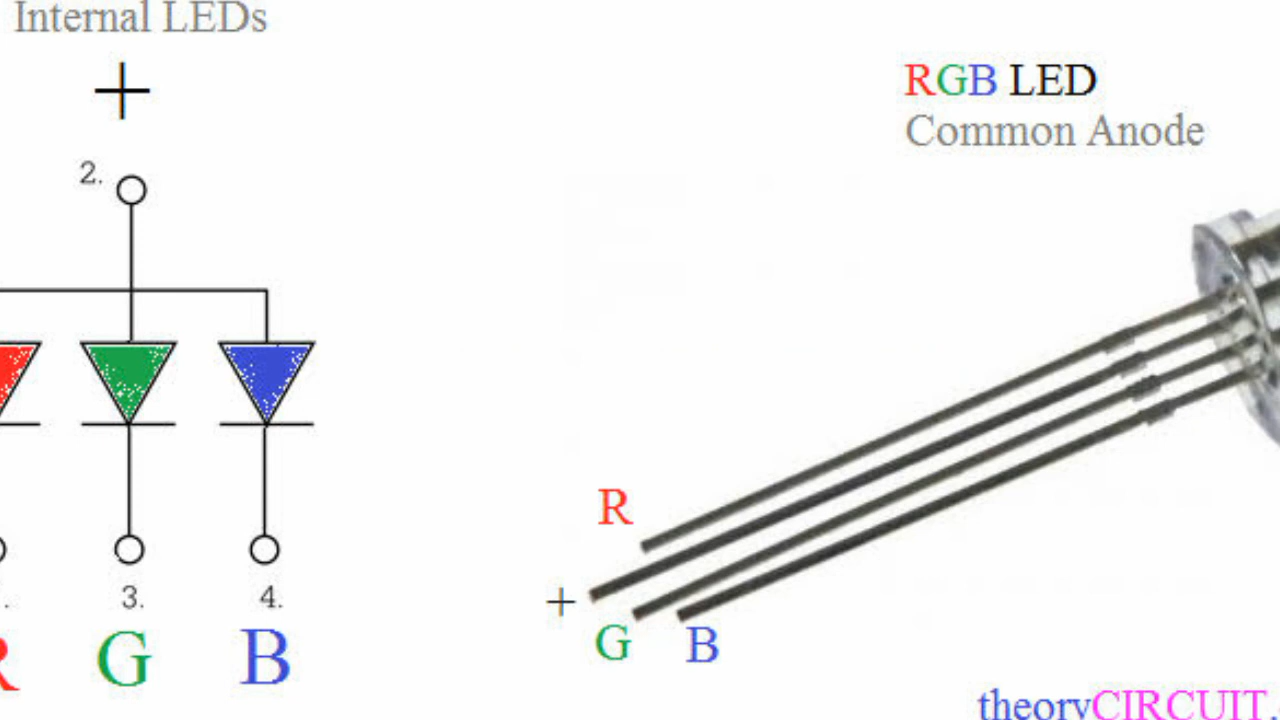 Internal LEDs
+
2.
3.
4.
R
G
B
RGB LED
Common Anode
R
+
G
B
theoryCIRCUIT.